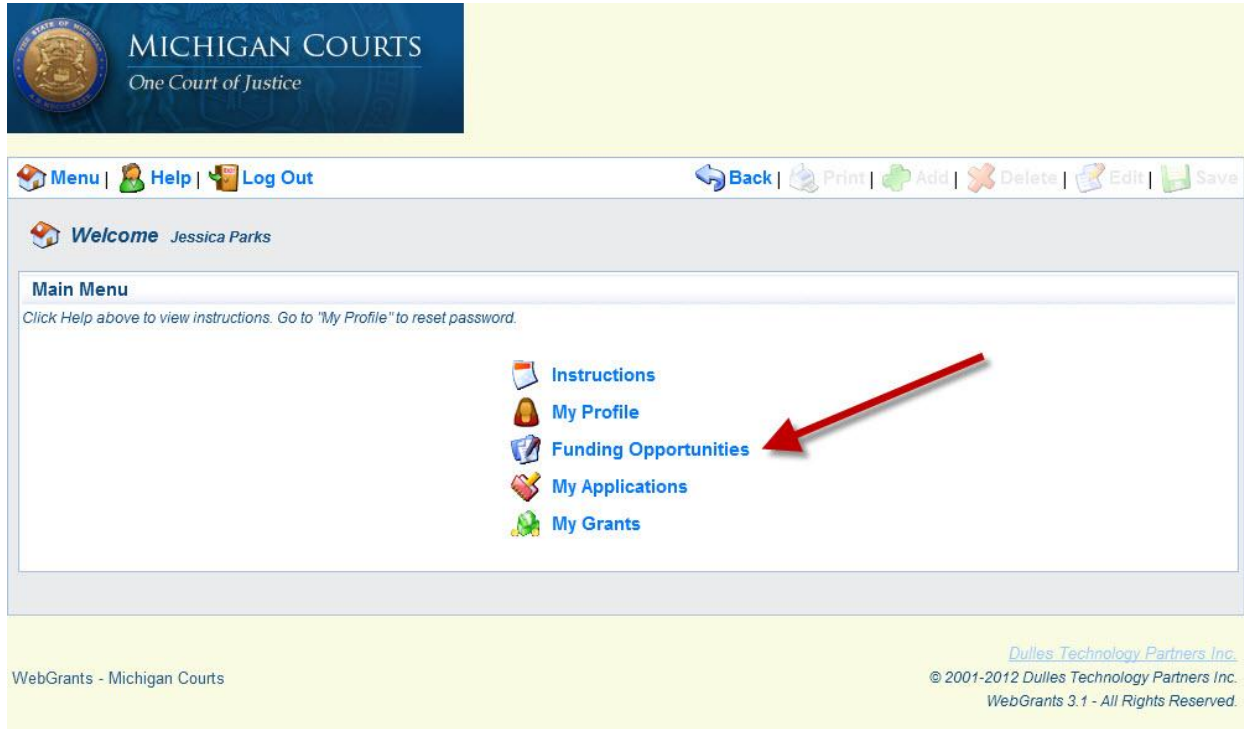 MICHIGAN COURTS
One Court of Justice
Menu | Help | Log Out
Back | Print | Add | Delete | Edit | Save
Welcome Jessica Parks
Main Menu
Click Help above to view instructions. Go to "My Profile" to reset password.
Instructions
My Profile
Funding Opportunities
My Applications
My Grants
Dulles Technology Partners Inc.
WebGrants - Michigan Courts
© 2001-2012 Dulles Technology Partners Inc.
WebGrants 3.1 - All Rights Reserved.